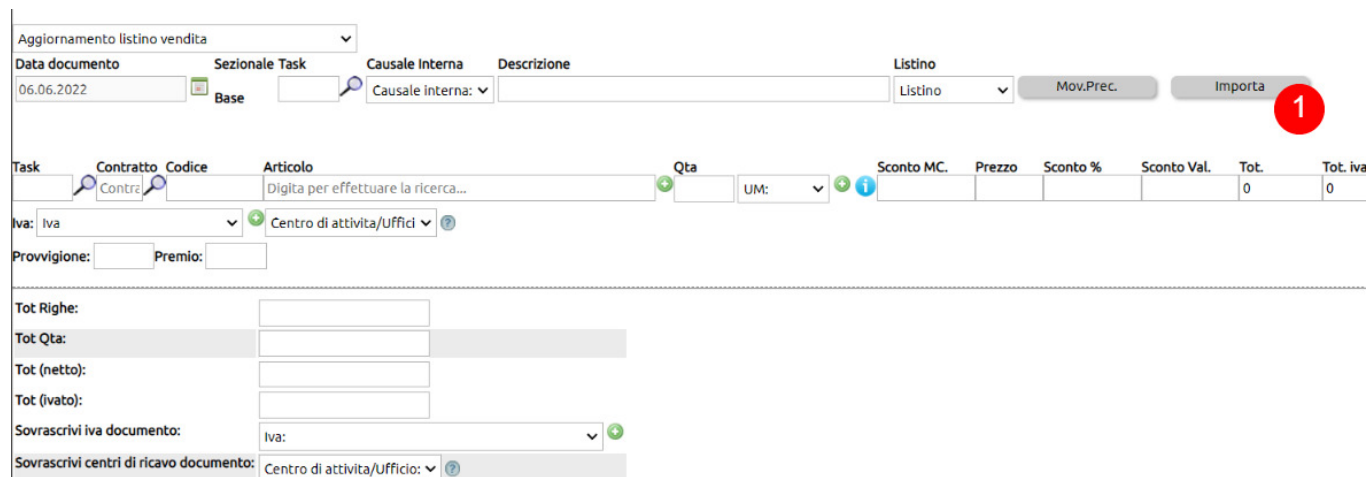 Aggiornamento listino vendita
Data documento Sezionale Task Causale Interna Descrizione Listino
06.06.2022 Base Causale interna: Listino Mov.Prec. Importa 1
Task Contratto Codice Articolo Qta Sconto MC. Prezzo Sconto % Sconto Val. Tot. Tot. iva
Contra Digita per effettuare la ricerca... UM: 0 0
Iva: Iva Centro di attivita/Uffici
Provvigione: Premio:
Tot Righe:
Tot Qta:
Tot (netto):
Tot (ivato):
Sovrascrivi iva documento: Iva:
Sovrascrivi centri di ricavo documento: Centro di attivita/Ufficio: